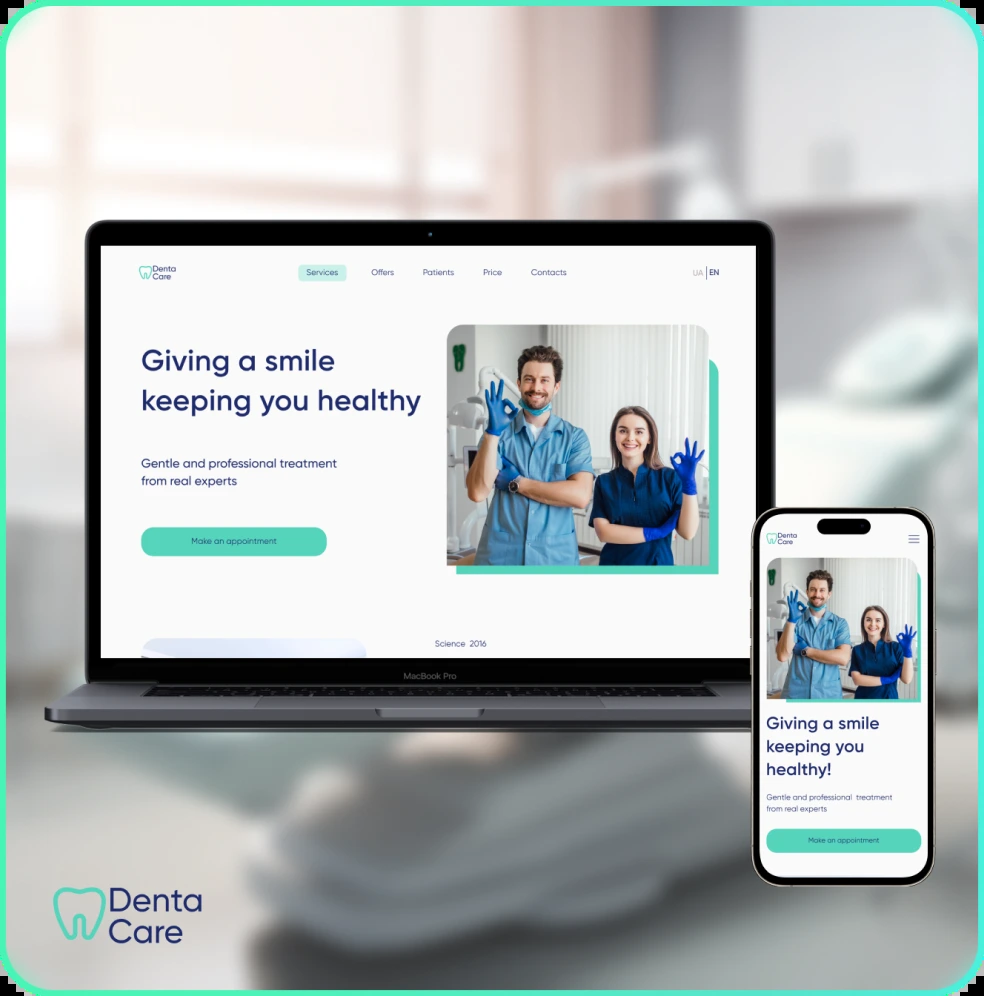 Denta
Care
Services Offers Patients Price Contacts
UA EN
Giving a smile
keeping you healthy
Gentle and professional treatment
from real experts
Make an appointment
Science 2016
MacBook Pro
Denta
Care
Giving a smile
keeping you
healthy!
Gentle and professional treatment
from real experts
Make an appointment
Denta
Care